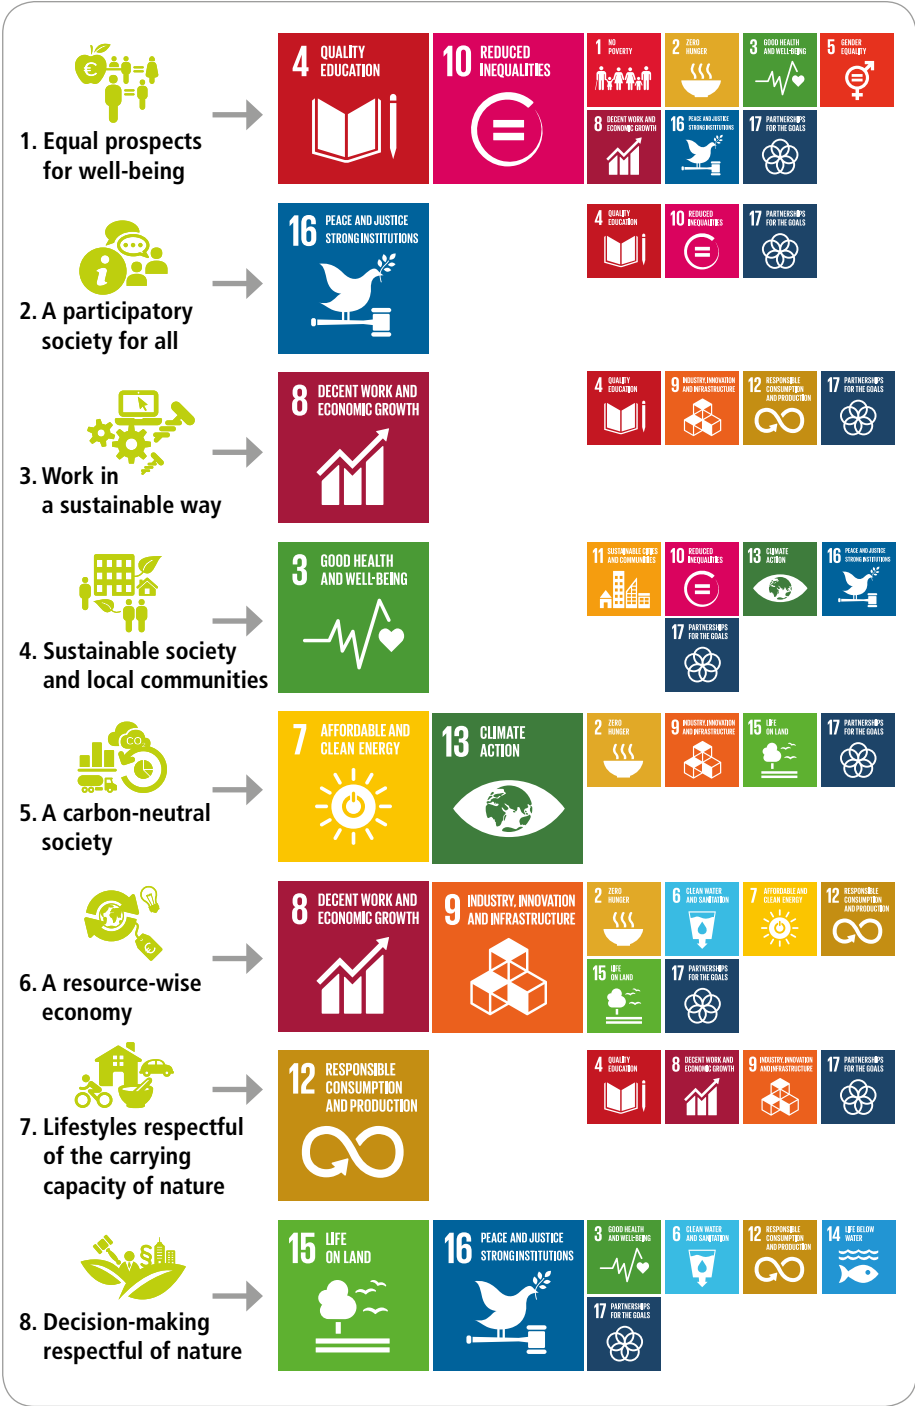 4 QUALITY
EDUCATION
10 REDUCED
INEQUALITIES
1 NO
POVERTY
2 ZERO
HUNGER
3 GOOD HEALTH
AND WELL-BEING
5 GENDER
EQUALITY
8 DECENT WORK AND
ECONOMIC GROWTH
16 PEACE AND JUSTICE
STRONG INSTITUTIONS
17 PARTNERSHIPS
FOR THE GOALS
€
1. Equal prospects
for well-being
16 PEACE AND JUSTICE
STRONG INSTITUTIONS
4 QUALITY
EDUCATION
10 REDUCED
INEQUALITIES
17 PARTNERSHIPS
FOR THE GOALS
i
2. A participatory
society for all
8 DECENT WORK AND
ECONOMIC GROWTH
4 QUALITY
EDUCATION
9 INDUSTRY, INNOVATION
AND INFRASTRUCTURE
12 RESPONSIBLE
CONSUMPTION
AND PRODUCTION
17 PARTNERSHIPS
FOR THE GOALS
3. Work in
a sustainable way
3 GOOD HEALTH
AND WELL-BEING
11 SUSTAINABLE CITIES
AND COMMUNITIES
10 REDUCED
INEQUALITIES
13 CLIMATE
ACTION
16 PEACE AND JUSTICE
STRONG INSTITUTIONS
17 PARTNERSHIPS
FOR THE GOALS
4. Sustainable society
and local communities
7 AFFORDABLE AND
CLEAN ENERGY
13 CLIMATE
ACTION
2 ZERO
HUNGER
9 INDUSTRY, INNOVATION
AND INFRASTRUCTURE
15 LIFE
ON LAND
17 PARTNERSHIPS
FOR THE GOALS
CO2
5. A carbon-neutral
society
8 DECENT WORK AND
ECONOMIC GROWTH
9 INDUSTRY, INNOVATION
AND INFRASTRUCTURE
2 ZERO
HUNGER
6 CLEAN WATER
AND SANITATION
7 AFFORDABLE AND
CLEAN ENERGY
12 RESPONSIBLE
CONSUMPTION
AND PRODUCTION
15 LIFE
ON LAND
17 PARTNERSHIPS
FOR THE GOALS
€
6. A resource-wise
economy
12 RESPONSIBLE
CONSUMPTION
AND PRODUCTION
4 QUALITY
EDUCATION
8 DECENT WORK AND
ECONOMIC GROWTH
9 INDUSTRY, INNOVATION
AND INFRASTRUCTURE
17 PARTNERSHIPS
FOR THE GOALS
7. Lifestyles respectful
of the carrying
capacity of nature
15 LIFE
ON LAND
16 PEACE AND JUSTICE
STRONG INSTITUTIONS
3 GOOD HEALTH
AND WELL-BEING
6 CLEAN WATER
AND SANITATION
12 RESPONSIBLE
CONSUMPTION
AND PRODUCTION
14 LIFE BELOW
WATER
17 PARTNERSHIPS
FOR THE GOALS
§
8. Decision-making
respectful of nature